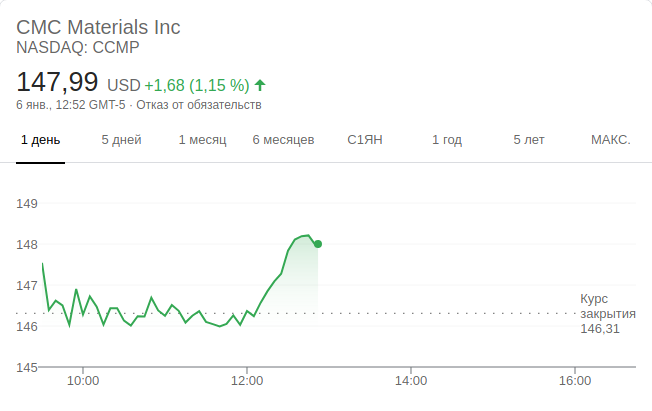 CMC Materials Inc
NASDAQ: CCMP
147,99 USD +1,68 (1,15 %)
6 янв., 12:52 GMT-5 · Отказ от обязательств
1 день 5 дней 1 месяц 6 месяцев С1ЯН 1 год 5 лет МАКС.
149
148
147
Курс
закрытия
146,31
146
145
10:00 12:00 14:00 16:00